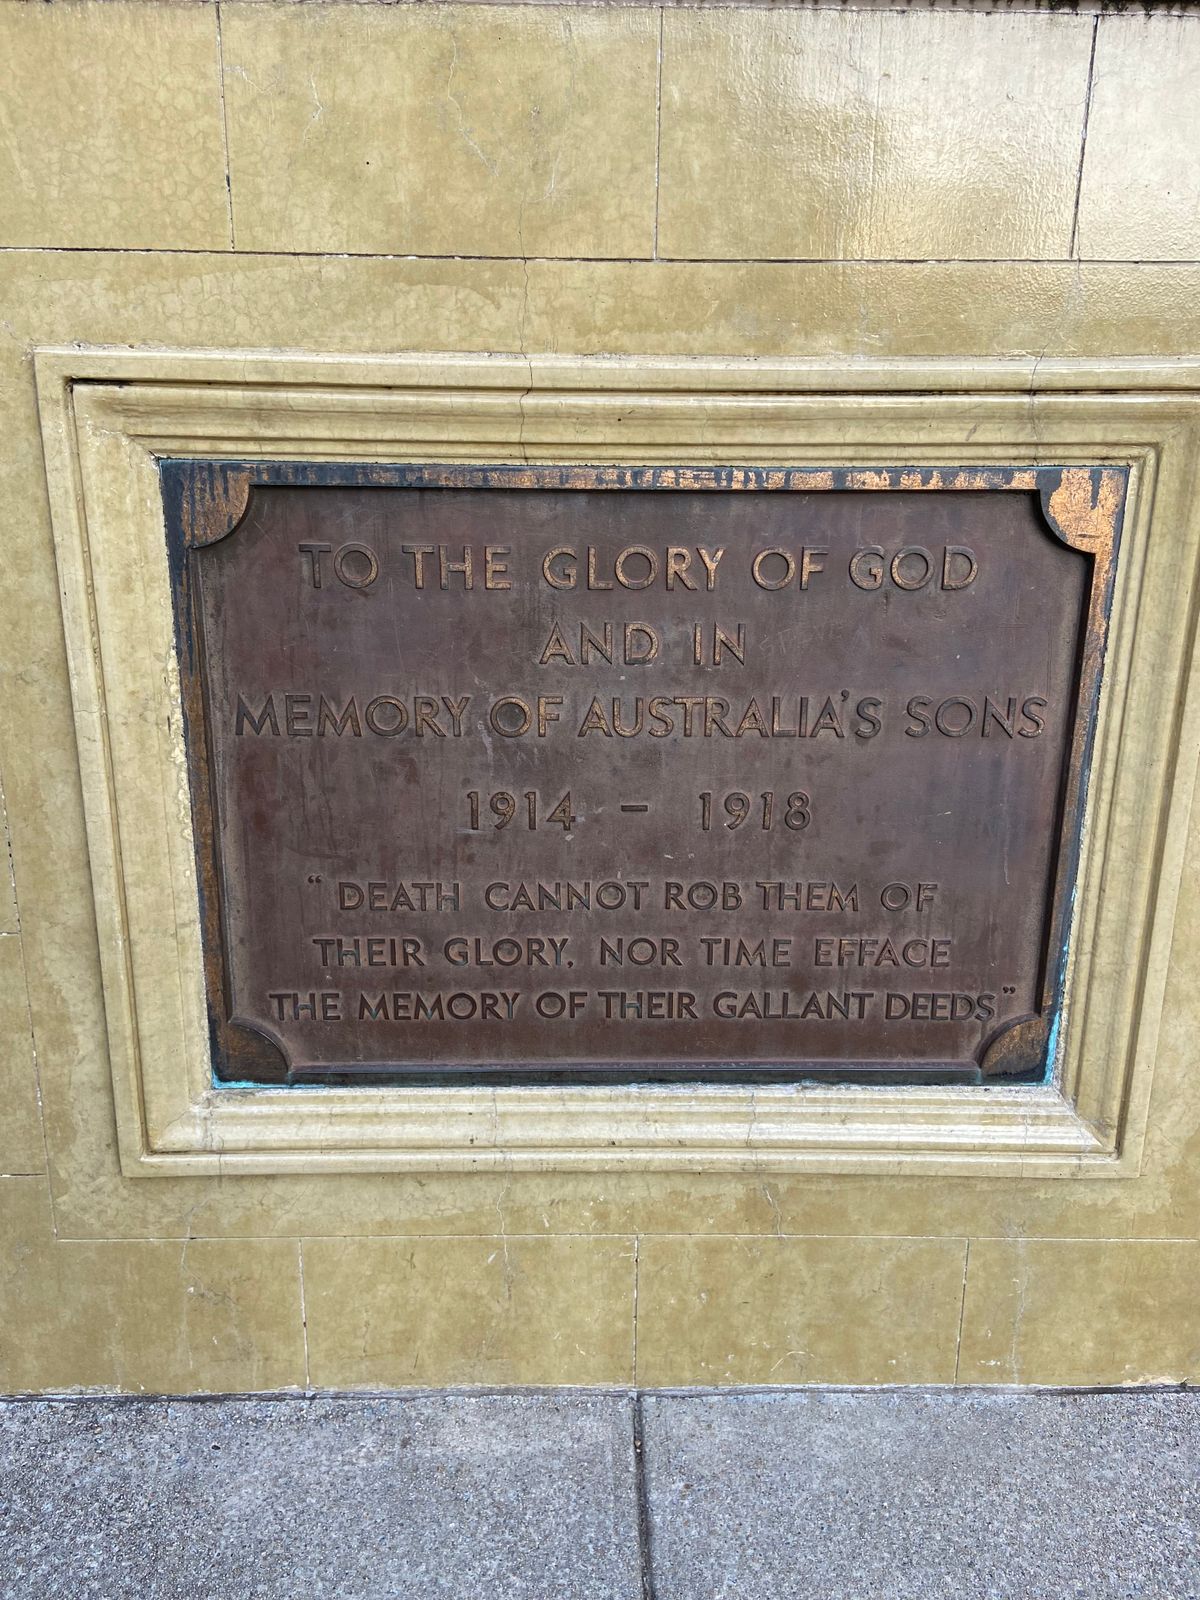 TO THE GLORY OF GOD
AND IN
MEMORY OF AUSTRALIA'S SONS
1914 - 1918
"DEATH CANNOT ROB THEM OF
THEIR GLORY, NOR TIME EFFACE
THE MEMORY OF THEIR GALLANT DEEDS"